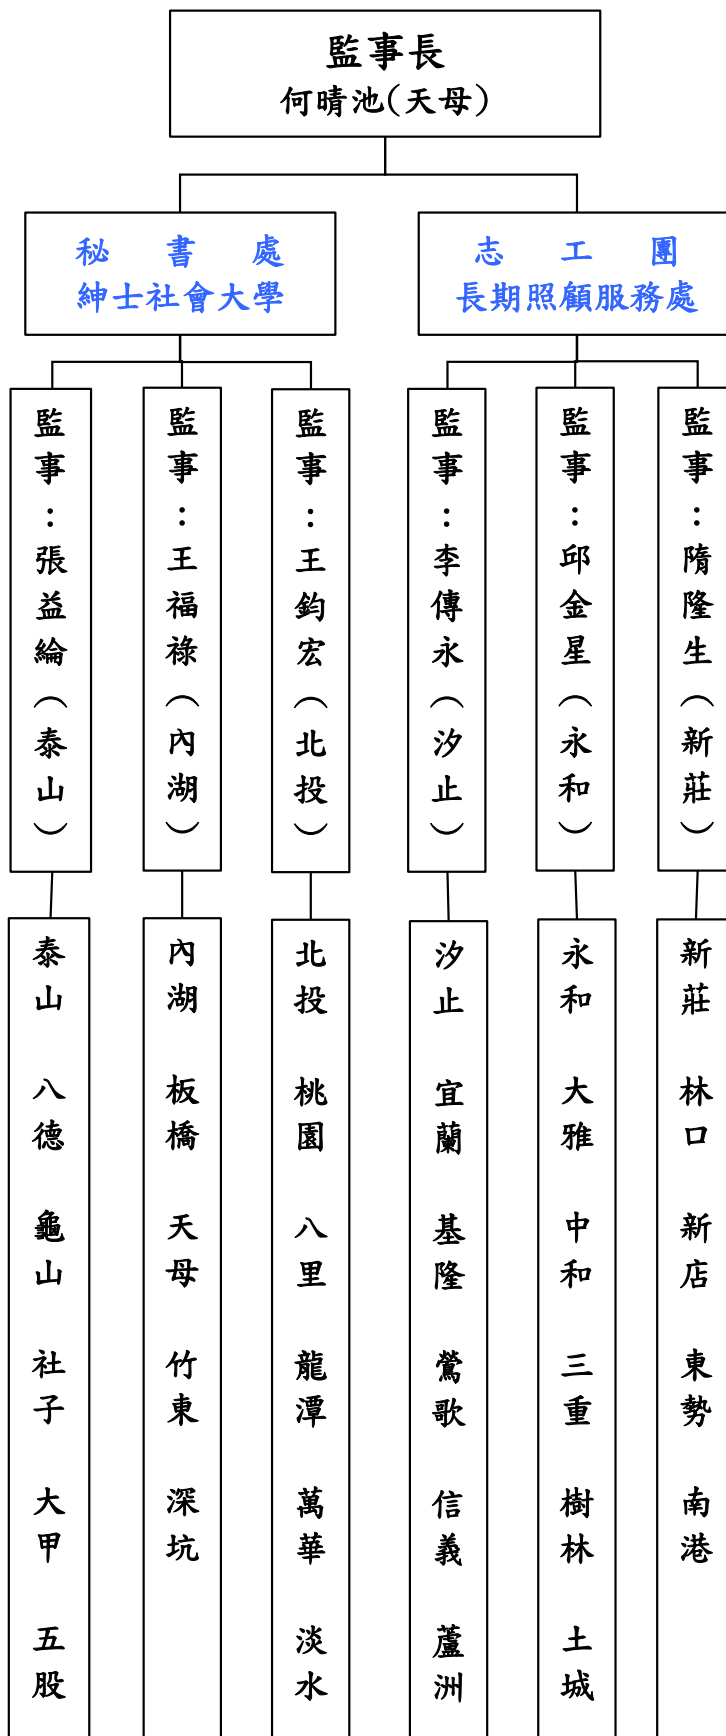 監事長
何晴池(天母)
秘 書 處
紳士社會大學
志 工 團
長期照顧服務處
監事：張益綸(泰山)
監事：王福祿(內湖)
監事：王鈞宏(北投)
監事：李傳永(汐止)
監事：邱金星(永和)
監事：隋隆生(新莊)
泰山 八德 龜山 社子 大甲 五股
內湖 板橋 天母 竹東 深坑
北投 桃園 八里 龍潭 萬華 淡水
汐止 宜蘭 基隆 鶯歌 信義 蘆洲
永和 大雅 中和 三重 樹林 土城
新莊 林口 新店 東勢 南港